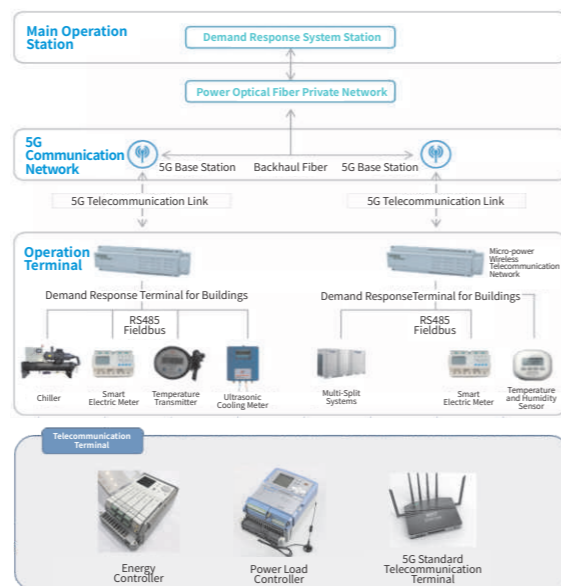 Main Operation
Station
Demand Response System Station
Power Optical Fiber Private Network
5G
Communication
Network
5G Base Station
Backhaul Fiber
5G Base Station
5G Telecommunication Link
5G Telecommunication Link
Operation
Terminal
Micro-power
Wireless
Telecommunication
Network
Demand Response Terminal for Buildings
Demand ResponseTerminal for Buildings
RS485
Fieldbus
RS485
Fieldbus
Chiller
Smart
Electric Meter
Temperature
Transmitter
Ultrasonic
Cooling Meter
Multi-Split
Systems
Smart
Electric Meter
Temperature
and Humidity
Sensor
Telecommunication
Terminal
Energy
Controller
Power Load
Controller
5G Standard
Telecommunication
Terminal